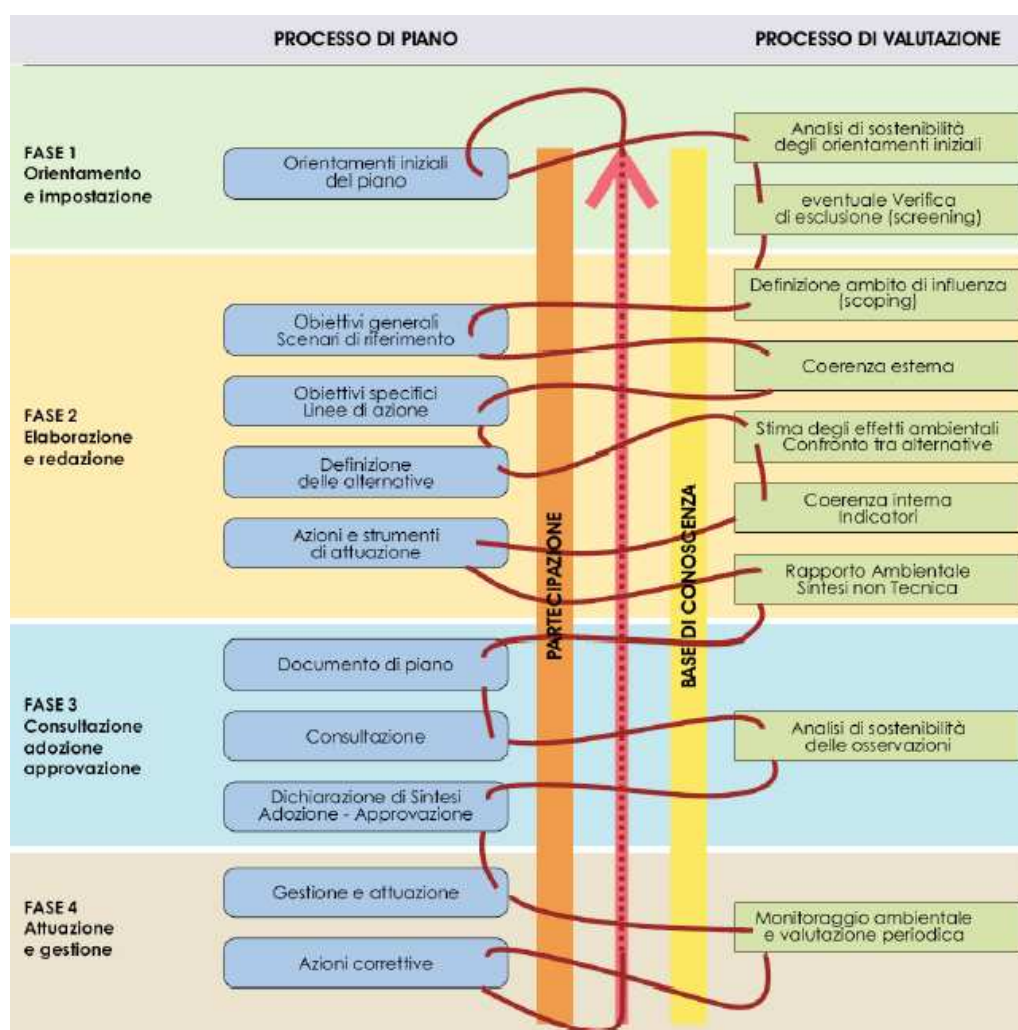 PROCESSO DI PIANO
PROCESSO DI VALUTAZIONE
FASE 1
Orientamento
e impostazione
Orientamenti iniziali
del piano
Analisi di sostenibilità
degli orientamenti iniziali
eventuale Verifica
di esclusione (screening)
FASE 2
Elaborazione
e redazione
Obiettivi generali
Scenari di riferimento
Obiettivi specifici
Linee di azione
Definizione
delle alternative
Azioni e strumenti
di attuazione
Definizione ambito di influenza
(scoping)
Coerenza esterna
Stima degli effetti ambientali
Confronto tra alternative
Coerenza interna
Indicatori
Rapporto Ambientale
Sintesi non Tecnica
PARTECIPAZIONE
BASE DI CONOSCENZA
FASE 3
Consultazione
adozione
approvazione
Documento di piano
Consultazione
Dichiarazione di Sintesi
Adozione - Approvazione
Analisi di sostenibilità
delle osservazioni
FASE 4
Attuazione
e gestione
Gestione e attuazione
Azioni correttive
Monitoraggio ambientale
e valutazione periodica